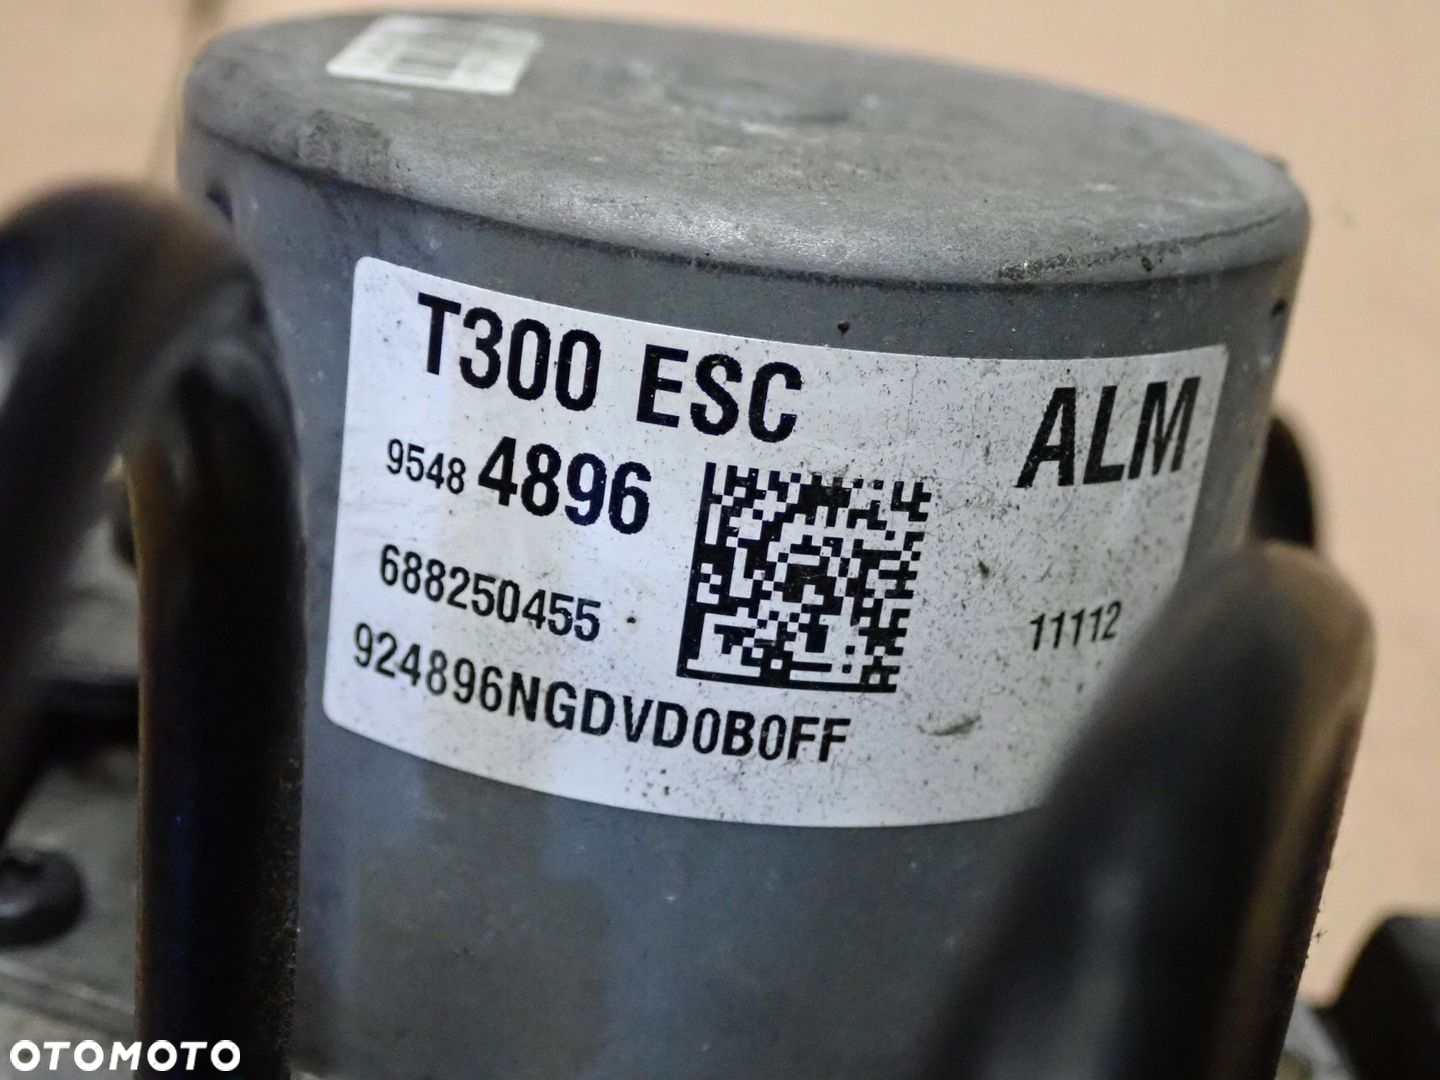 T300 ESC
ALM
9548 4896
688250455
11112
924896NGDVD0B0FF
OTOMOTO